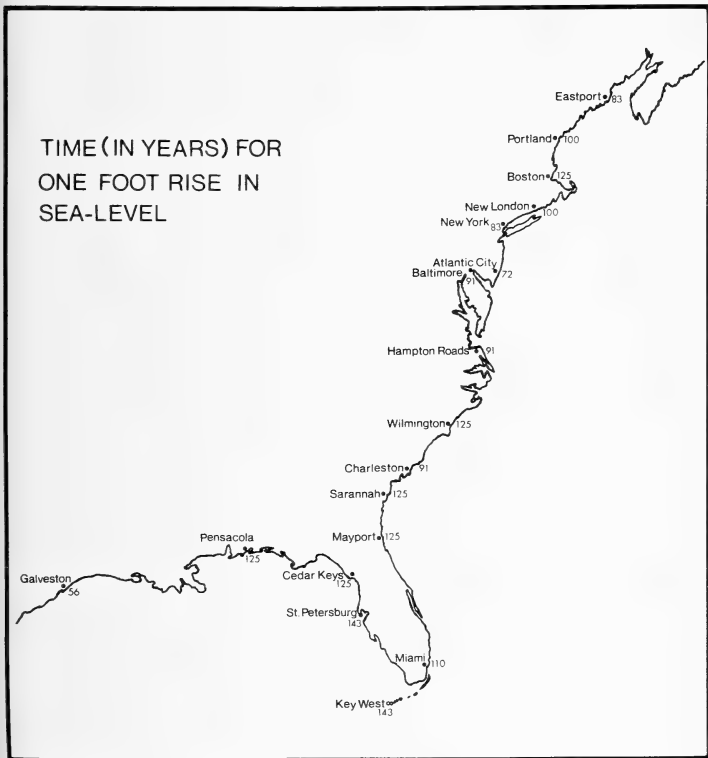 TIME (IN YEARS) FOR
ONE FOOT RISE IN
SEA-LEVEL
Eastport 83
Portland 100
Boston 125
New London 100
New York 83
Atlantic City 72
Baltimore 91
Hampton Roads 91
Wilmington 125
Charleston 91
Sarannah 125
Mayport 125
Pensacola 125
Galveston 56
Cedar Keys 125
St. Petersburg 143
Miami 110
Key West 143